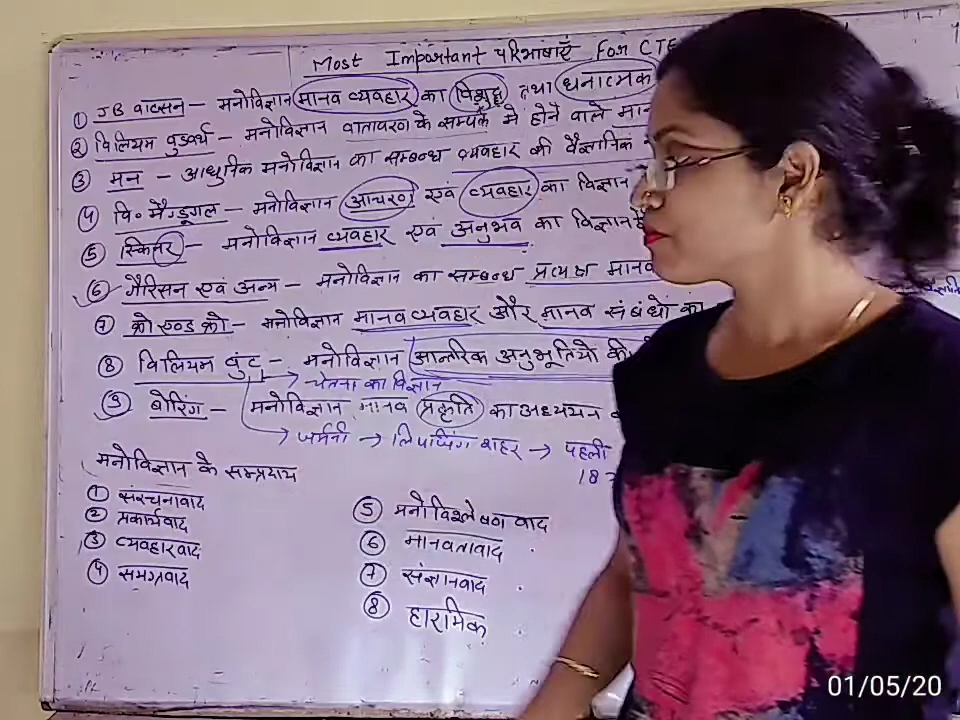 Most Important परिभाषाएँ For CTE
① JB वाटसन - मनोविज्ञान मानव व्यवहार का तथा धनात्मक
② विलियम वुडवर्थ - मनोविज्ञान वातावरण के सम्पर्क मे होने वाले
③ मन - आधुनिक मनोविज्ञान का सम्बन्ध व्यवहार की वैज्ञानिक
④ वि० मैग्डूगल - मनोविज्ञान आचरण एवं व्यवहार का विज्ञान
⑤ स्किनर - मनोविज्ञान व्यवहार एवं अनुभव का विज्ञान है
⑥ गैरिसन एवं अन्य - मनोविज्ञान का सम्बन्ध प्रत्यक्ष मानव
⑦ क्रो एण्ड क्रो - मनोविज्ञान मानव व्यवहार और मानव संबंधो का
⑧ विलियम वुंट - मनोविज्ञान आन्तरिक अनुभूतियो की
→ चेतना का विज्ञान
⑨ बोरिंग - मनोविज्ञान मानव प्रकृति का अध्ययन
→ जर्मनी → लिपज़िंग शहर → पहली
187
मनोविज्ञान के सम्प्रदाय
① संरचनावाद
② प्रकार्यवाद
③ व्यवहारवाद
④ समग्रवाद
⑤ मनोविश्लेषण वाद
⑥ मानवतावाद
⑦ संज्ञानवाद
⑧ हारमिक
01/05/20